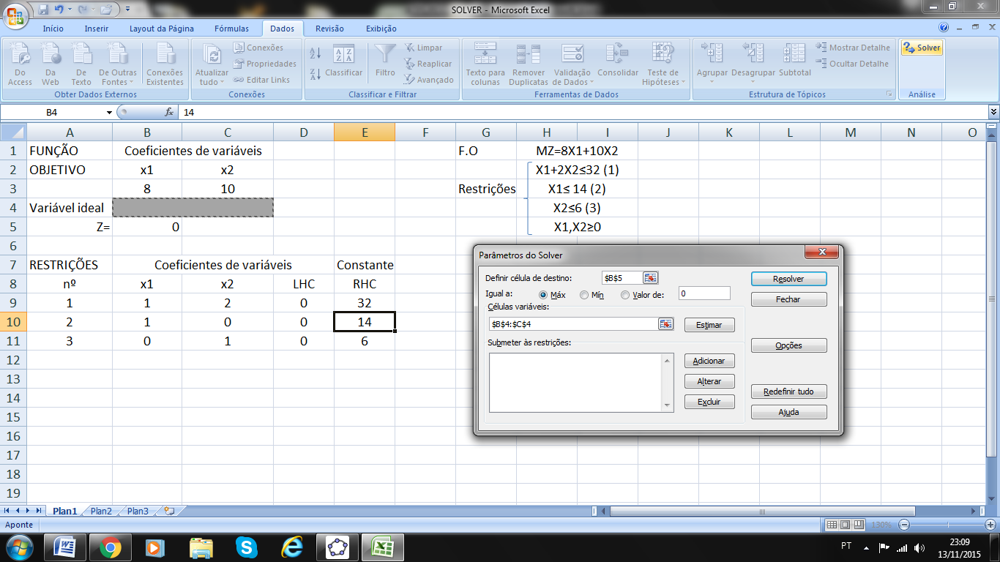 SOLVER - Microsoft Excel
Início Inserir Layout da Página Fórmulas Dados Revisão Exibição
Do Access
Da Web
De Texto
De Outras Fontes
Conexões Existentes
Obter Dados Externos
Atualizar tudo
Conexões
Propriedades
Editar Links
Conexões
Classificar
Filtro
Limpar
Reaplicar
Avançado
Classificar e Filtrar
Texto para colunas
Remover Duplicatas
Validação de Dados
Consolidar
Teste de Hipóteses
Ferramentas de Dados
Agrupar
Desagrupar
Subtotal
Mostrar Detalhe
Ocultar Detalhe
Estrutura de Tópicos
Solver
Análise
B4 fx 14
A B C D E F G H I J K L M N O
1 FUNÇÃO Coeficientes de variáveis F.O MZ=8X1+10X2
2 OBJETIVO x1 x2 X1+2X2≤32 (1)
3 8 10 Restrições X1≤ 14 (2)
4 Variável ideal X2≤6 (3)
5 Z= 0 X1,X2≥0
6
7 RESTRIÇÕES Coeficientes de variáveis Constante
8 nº x1 x2 LHC RHC
9 1 1 2 0 32
10 2 1 0 0 14
11 3 0 1 0 6
12
13
14
15
16
17
18
19
Parâmetros do Solver
Definir célula de destino: $B$5 Resolver
Igual a: Máx Mín Valor de: 0 Fechar
Células variáveis:
$B$4:$C$4 Estimar
Submeter às restrições: Opções
Adicionar
Alterar
Redefinir tudo
Excluir
Ajuda
Plan1 Plan2 Plan3
Aponte 130%
PT 23:09
13/11/2015